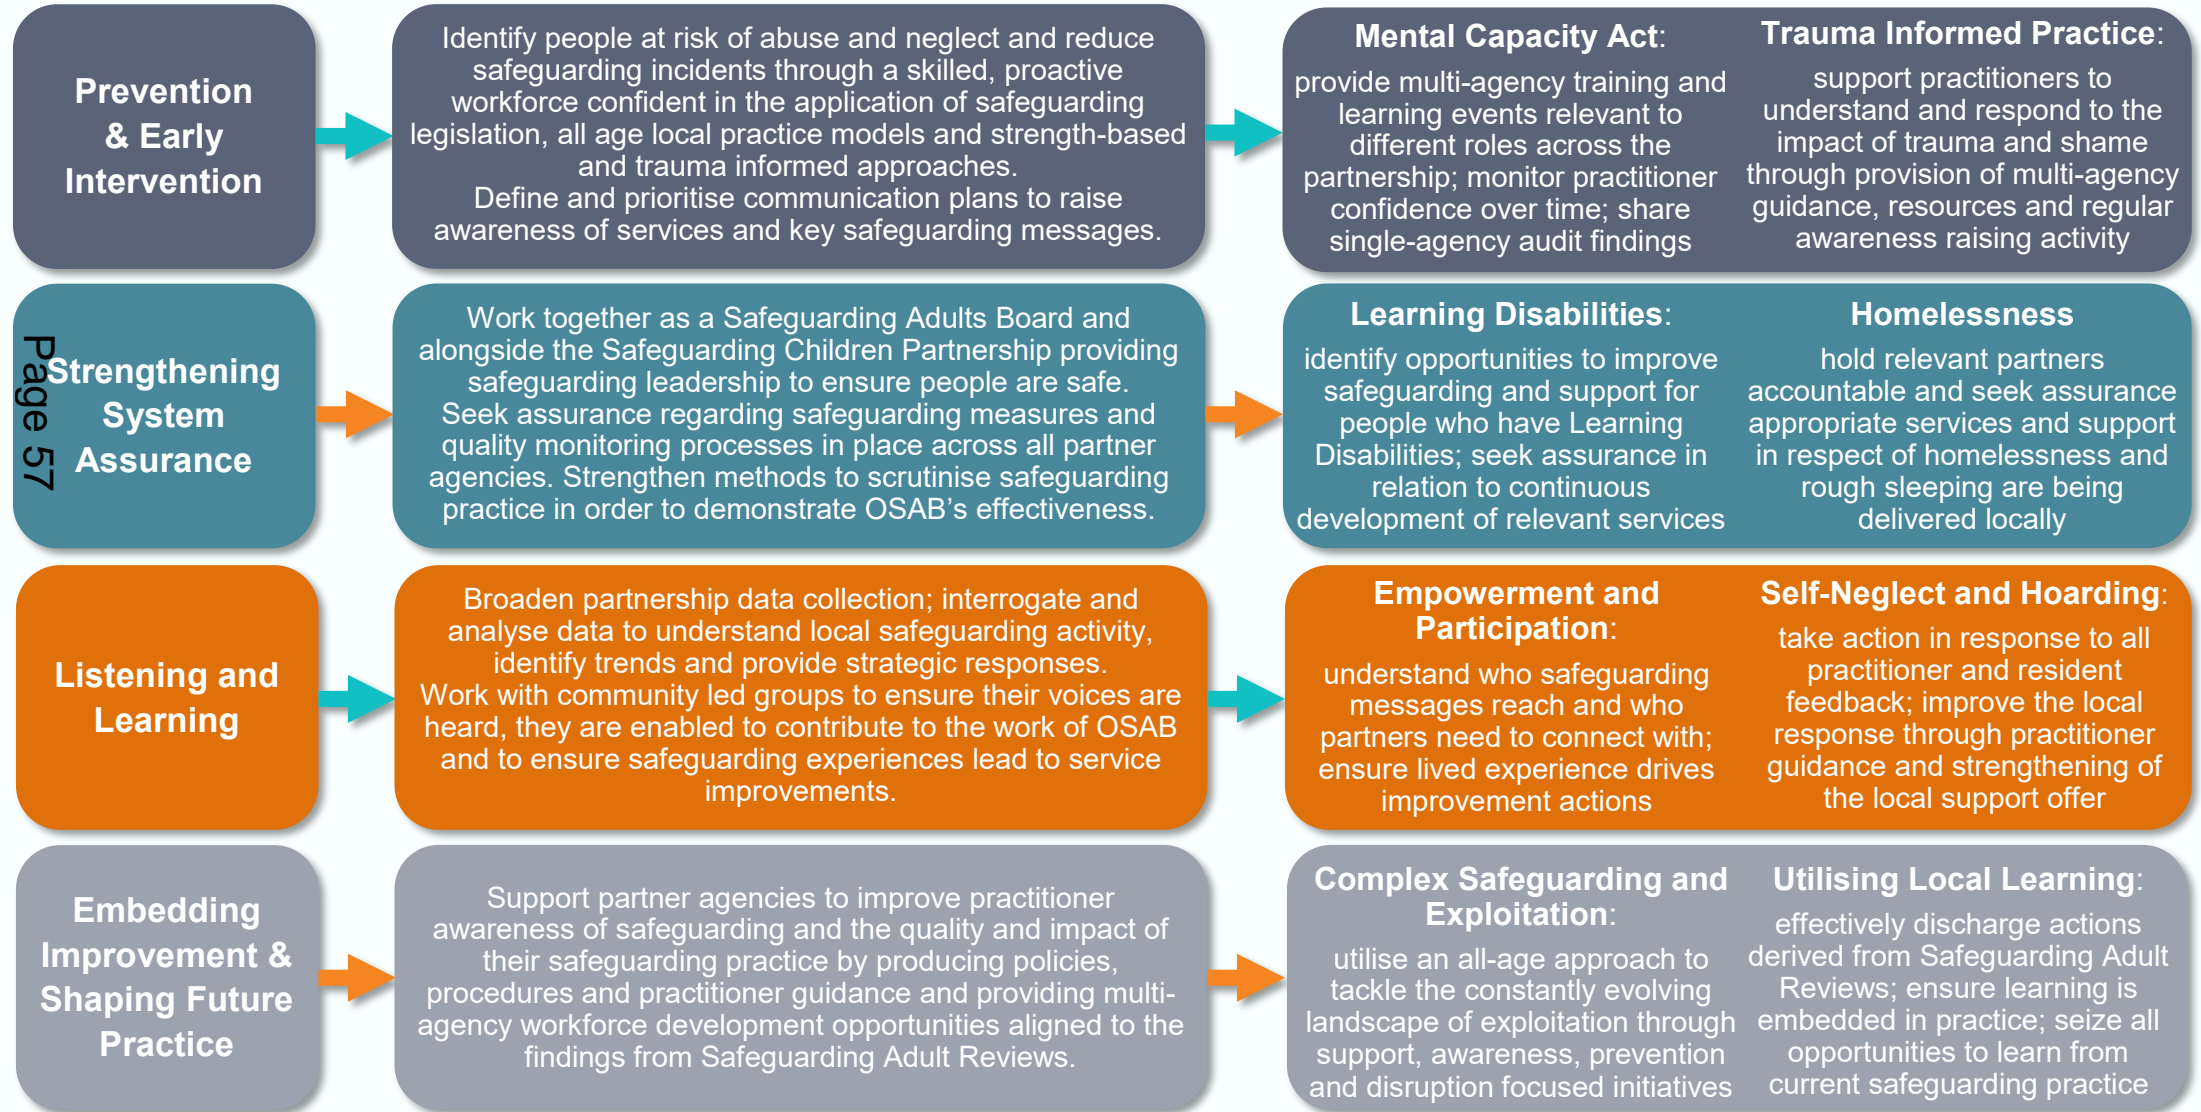 Prevention
& Early
Intervention
Identify people at risk of abuse and neglect and reduce
safeguarding incidents through a skilled, proactive
workforce confident in the application of safeguarding
legislation, all age local practice models and strength-based
and trauma informed approaches.
Define and prioritise communication plans to raise
awareness of services and key safeguarding messages.
Mental Capacity Act:
provide multi-agency training and
learning events relevant to
different roles across the
partnership; monitor practitioner
confidence over time; share
single-agency audit findings
Trauma Informed Practice:
support practitioners to
understand and respond to the
impact of trauma and shame
through provision of multi-agency
guidance, resources and regular
awareness raising activity
Page 57
Strengthening
System
Assurance
Work together as a Safeguarding Adults Board and
alongside the Safeguarding Children Partnership providing
safeguarding leadership to ensure people are safe.
Seek assurance regarding safeguarding measures and
quality monitoring processes in place across all partner
agencies. Strengthen methods to scrutinise safeguarding
practice in order to demonstrate OSAB’s effectiveness.
Learning Disabilities:
identify opportunities to improve
safeguarding and support for
people who have Learning
Disabilities; seek assurance in
relation to continuous
development of relevant services
Homelessness
hold relevant partners
accountable and seek assurance
appropriate services and support
in respect of homelessness and
rough sleeping are being
delivered locally
Listening and
Learning
Broaden partnership data collection; interrogate and
analyse data to understand local safeguarding activity,
identify trends and provide strategic responses.
Work with community led groups to ensure their voices are
heard, they are enabled to contribute to the work of OSAB
and to ensure safeguarding experiences lead to service
improvements.
Empowerment and
Participation:
understand who safeguarding
messages reach and who
partners need to connect with;
ensure lived experience drives
improvement actions
Self-Neglect and Hoarding:
take action in response to all
practitioner and resident
feedback; improve the local
response through practitioner
guidance and strengthening of
the local support offer
Embedding
Improvement &
Shaping Future
Practice
Support partner agencies to improve practitioner
awareness of safeguarding and the quality and impact of
their safeguarding practice by producing policies,
procedures and practitioner guidance and providing multi-
agency workforce development opportunities aligned to the
findings from Safeguarding Adult Reviews.
Complex Safeguarding and
Exploitation:
utilise an all-age approach to
tackle the constantly evolving
landscape of exploitation through
support, awareness, prevention
and disruption focused initiatives
Utilising Local Learning:
effectively discharge actions
derived from Safeguarding Adult
Reviews; ensure learning is
embedded in practice; seize all
opportunities to learn from
current safeguarding practice